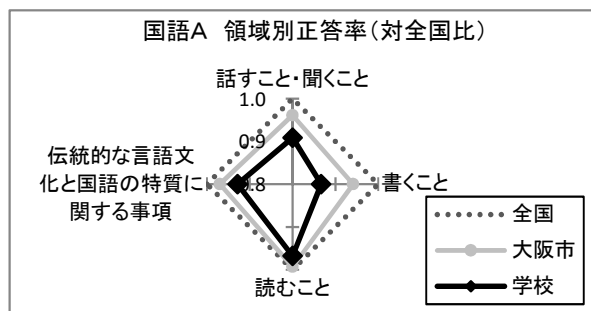 国語A 領域別正答率(対全国比)
話すこと・聞くこと
1.0
0.9
0.8
書くこと
読むこと
伝統的な言語文
化と国語の特質に
関する事項
全国
大阪市
学校